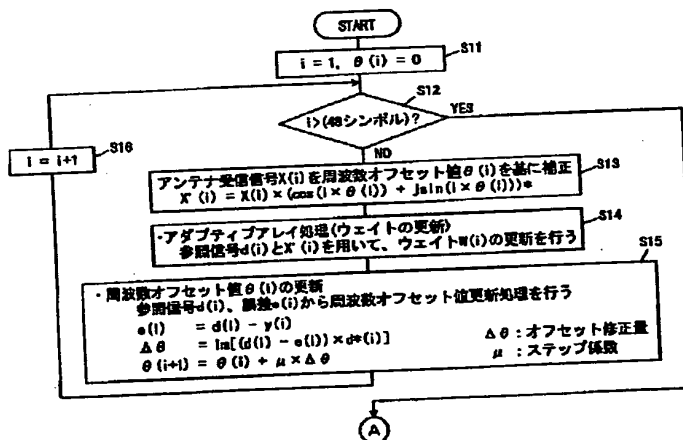 START
S11
i = 1, θ(i) = 0
S12
i>(48シンボル)?
YES
NO
S16
i = i+1
S13
アンテナ受信信号X(i)を周波数オフセット値θ(i)を基に補正
X'(i) = X(i)×(cos(i×θ(i)) + jsin(i×θ(i)))*
S14
・アダプティブアレイ処理(ウェイトの更新)
参照信号d(i)とX'(i)を用いて、ウェイトW(i)の更新を行う
S15
・周波数オフセット値θ(i)の更新
参照信号d(i)、誤差e(i)から周波数オフセット値更新処理を行う
e(i) = d(i) - y(i)
Δθ = Im[(d(i) - e(i))×d*(i)]
Δθ:オフセット修正量
θ(i+1) = θ(i) + μ×Δθ
μ:ステップ係数
A